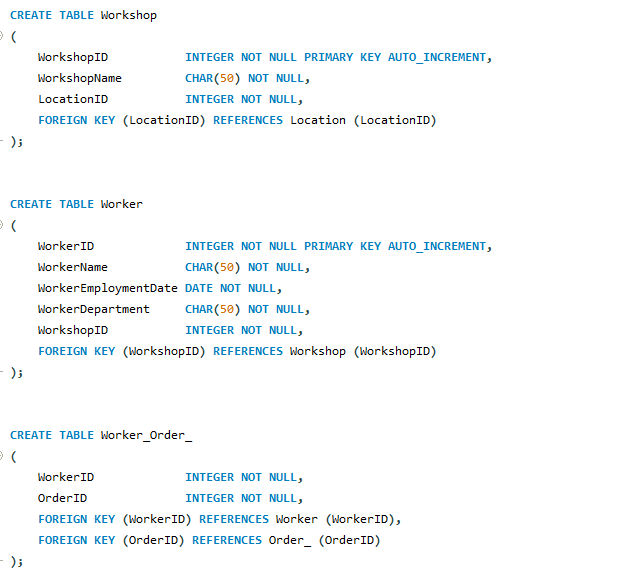 CREATE TABLE Workshop
(
WorkshopID INTEGER NOT NULL PRIMARY KEY AUTO_INCREMENT,
WorkshopName CHAR(50) NOT NULL,
LocationID INTEGER NOT NULL,
FOREIGN KEY (LocationID) REFERENCES Location (LocationID)
);
CREATE TABLE Worker
(
WorkerID INTEGER NOT NULL PRIMARY KEY AUTO_INCREMENT,
WorkerName CHAR(50) NOT NULL,
WorkerEmploymentDate DATE NOT NULL,
WorkerDepartment CHAR(50) NOT NULL,
WorkshopID INTEGER NOT NULL,
FOREIGN KEY (WorkshopID) REFERENCES Workshop (WorkshopID)
);
CREATE TABLE Worker_Order_
(
WorkerID INTEGER NOT NULL,
OrderID INTEGER NOT NULL,
FOREIGN KEY (WorkerID) REFERENCES Worker (WorkerID),
FOREIGN KEY (OrderID) REFERENCES Order_ (OrderID)
);